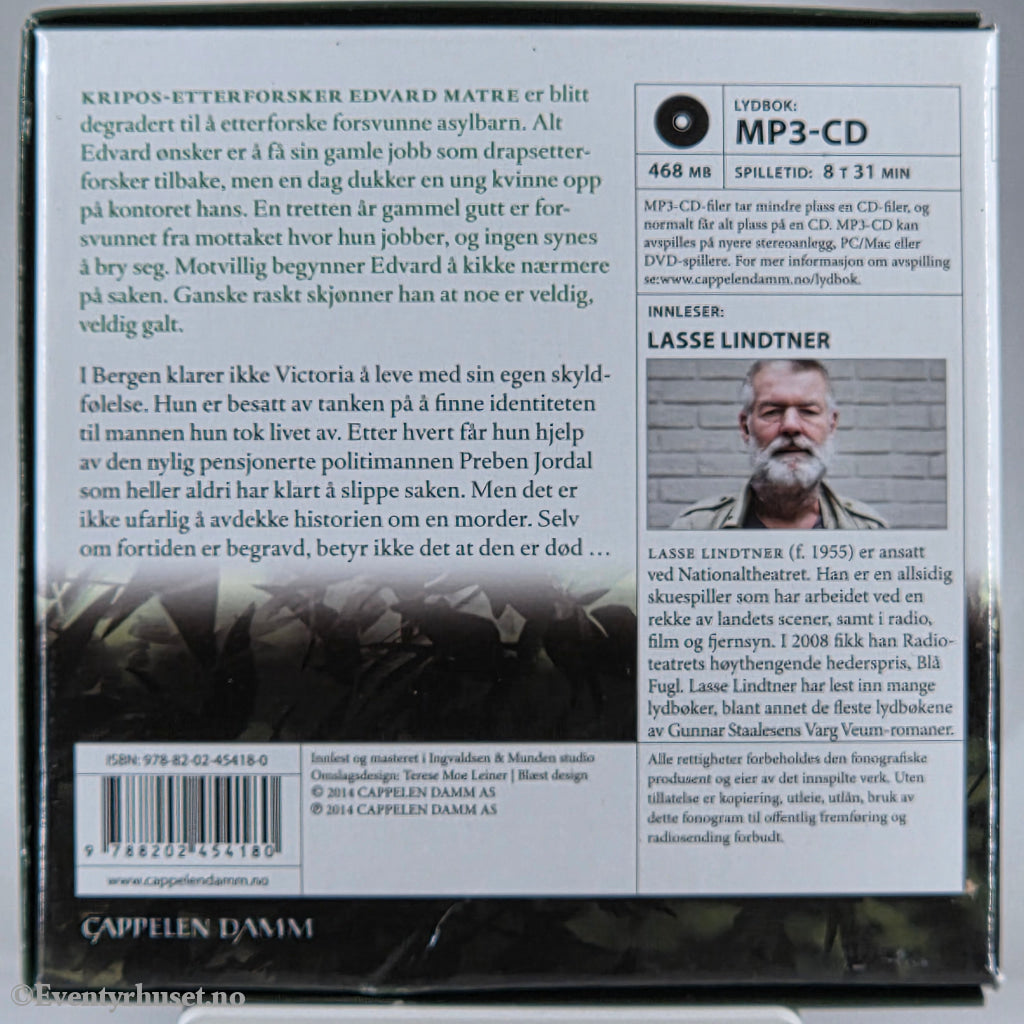 KRIPOS-ETTERFORSKER EDVARD MATRE er blitt
degradert til å etterforske forsvunne asylbarn. Alt
Edvard ønsker er å få sin gamle jobb som drapsetter-
forsker tilbake, men en dag dukker en ung kvinne opp
på kontoret hans. En tretten år gammel gutt er for-
svunnet fra mottaket hvor hun jobber, og ingen synes
å bry seg. Motvillig begynner Edvard å kikke nærmere
på saken. Ganske raskt skjønner han at noe er veldig,
veldig galt.
I Bergen klarer ikke Victoria å leve med sin egen skyld-
følelse. Hun er besatt av tanken på å finne identiteten
til mannen hun tok livet av. Etter hvert får hun hjelp
av den nylig pensjonerte politimannen Preben Jordal
som heller aldri har klart å slippe saken. Men det er
ikke ufarlig å avdekke historien om en morder. Selv
om fortiden er begravd, betyr ikke det at den er død ...
LYDBOK:
MP3-CD
468 MB
SPILLETID: 8 T 31 MIN
MP3-CD-filer tar mindre plass en CD-filer, og
normalt får alt plass på en CD. MP3-CD kan
avspilles på nyere stereoanlegg, PC/Mac eller
DVD-spillere. For mer informasjon om avspilling
se:www.cappelendamm.no/lydbok.
INNLESER:
LASSE LINDTNER
LASSE LINDTNER (f. 1955) er ansatt
ved Nationaltheatret. Han er en allsidig
skuespiller som har arbeidet ved en
rekke av landets scener, samt i radio,
film og fjernsyn. I 2008 fikk han Radio-
teatrets høythengende hederspris, Blå
Fugl. Lasse Lindtner har lest inn mange
lydbøker, blant annet de fleste lydbøkene
av Gunnar Staalesens Varg Veum-romaner.
Alle rettigheter forbeholdes den fonografiske
produsent og eier av det innspilte verk. Uten
tillatelse er kopiering, utleie, utlån, bruk av
dette fonogram til offentlig fremføring og
radiosending forbudt.
ISBN: 978-82-02-45418-0
9 788202 454180
www.cappelendamm.no
Innlest og masteret i Ingvaldsen & Munden studio
Omslagsdesign: Terese Moe Leiner | Blæst design
© 2014 CAPPELEN DAMM AS
℗ 2014 CAPPELEN DAMM AS
CAPPELEN DAMM
©Eventyrhuset.no